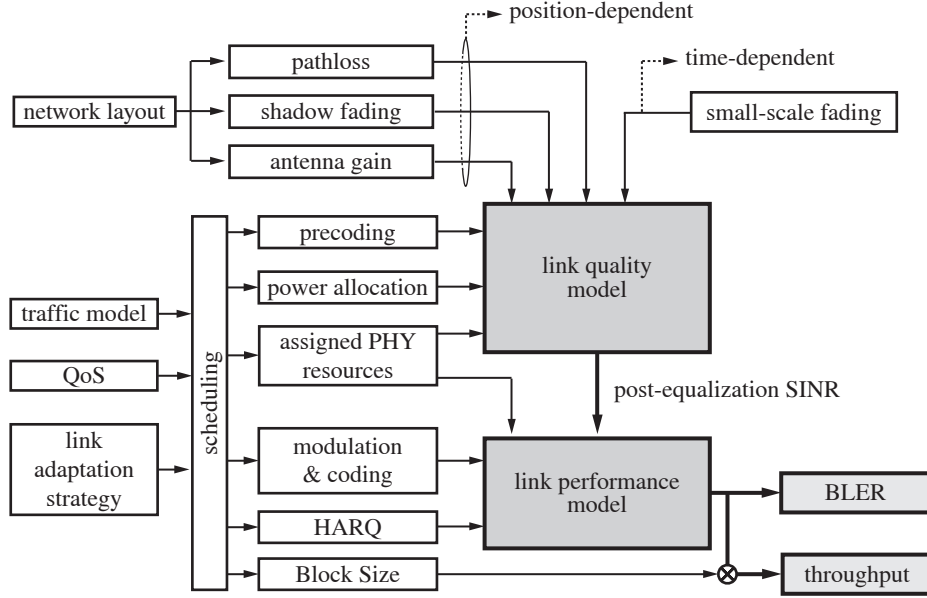 position-dependent
pathloss
time-dependent
network layout
shadow fading
small-scale fading
antenna gain
precoding
link quality
model
power allocation
traffic model
assigned PHY
resources
QoS
scheduling
post-equalization SINR
link
adaptation
strategy
modulation
& coding
link performance
model
BLER
HARQ
Block Size
throughput